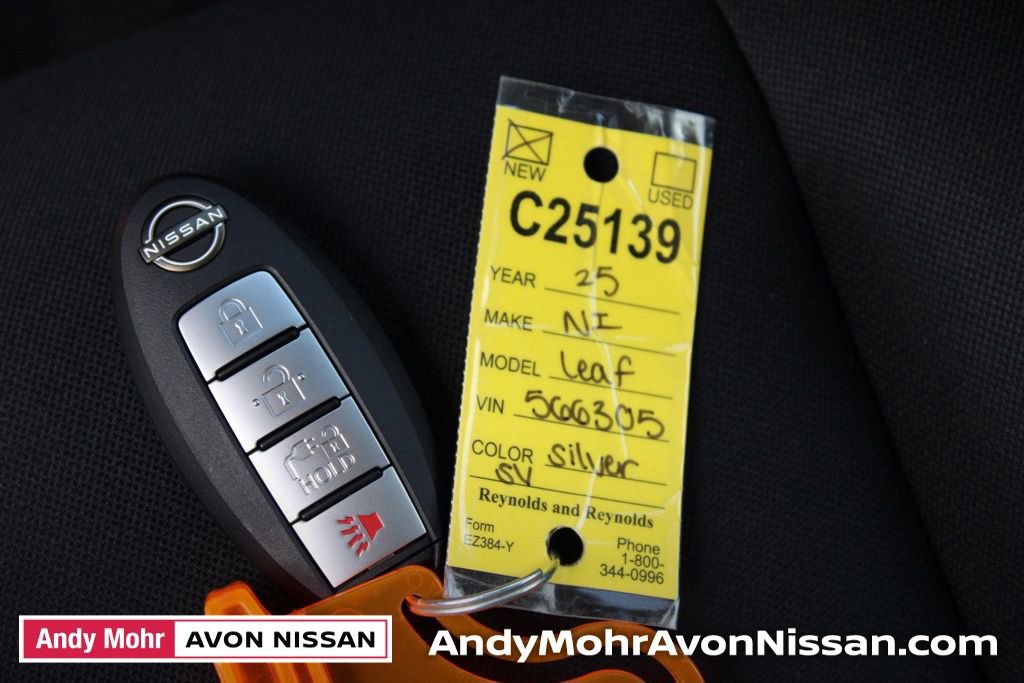 NISSAN
HOLD
NEW
USED
C25139
YEAR 25
MAKE NI
MODEL Leaf
VIN 566305
COLOR Silver
SV
Reynolds and Reynolds
Form
EZ384-Y
Phone
1-800-
344-0996
Andy Mohr AVON NISSAN
AndyMohrAvonNissan.com